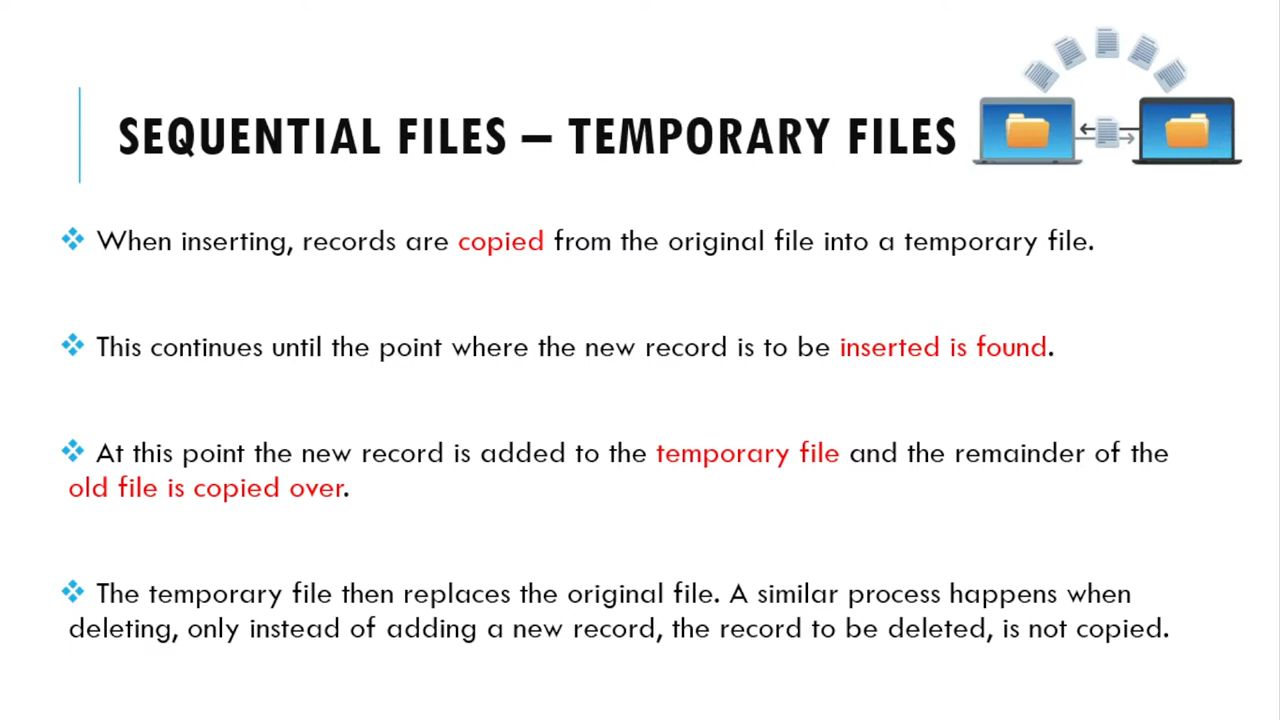 SEQUENTIAL FILES – TEMPORARY FILES
❖ When inserting, records are copied from the original file into a temporary file.
❖ This continues until the point where the new record is to be inserted is found.
❖ At this point the new record is added to the temporary file and the remainder of the
old file is copied over.
❖ The temporary file then replaces the original file. A similar process happens when
deleting, only instead of adding a new record, the record to be deleted, is not copied.